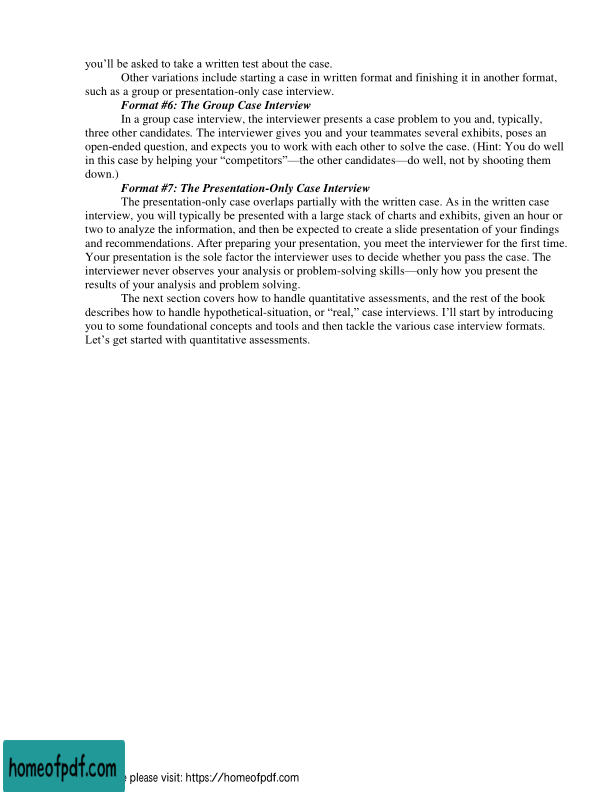 you’ll be asked to take a written test about the case.
Other variations include starting a case in written format and finishing it in another format,
such as a group or presentation-only case interview.
Format #6: The Group Case Interview
In a group case interview, the interviewer presents a case problem to you and, typically,
three other candidates. The interviewer gives you and your teammates several exhibits, poses an
open-ended question, and expects you to work with each other to solve the case. (Hint: You do well
in this case by helping your “competitors”—the other candidates—do well, not by shooting them
down.)
Format #7: The Presentation-Only Case Interview
The presentation-only case overlaps partially with the written case. As in the written case
interview, you will typically be presented with a large stack of charts and exhibits, given an hour or
two to analyze the information, and then be expected to create a slide presentation of your findings
and recommendations. After preparing your presentation, you meet the interviewer for the first time.
Your presentation is the sole factor the interviewer uses to decide whether you pass the case. The
interviewer never observes your analysis or problem-solving skills—only how you present the
results of your analysis and problem solving.
The next section covers how to handle quantitative assessments, and the rest of the book
describes how to handle hypothetical-situation, or “real,” case interviews. I’ll start by introducing
you to some foundational concepts and tools and then tackle the various case interview formats.
Let’s get started with quantitative assessments.
homeofpdf.com
please visit: https://homeofpdf.com